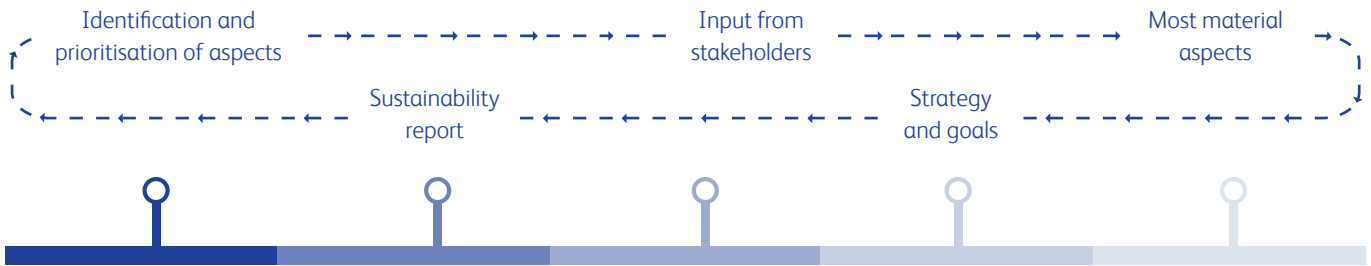 Identification and
prioritisation of aspects
Input from
stakeholders
Most material
aspects
Sustainability
report
Strategy
and goals